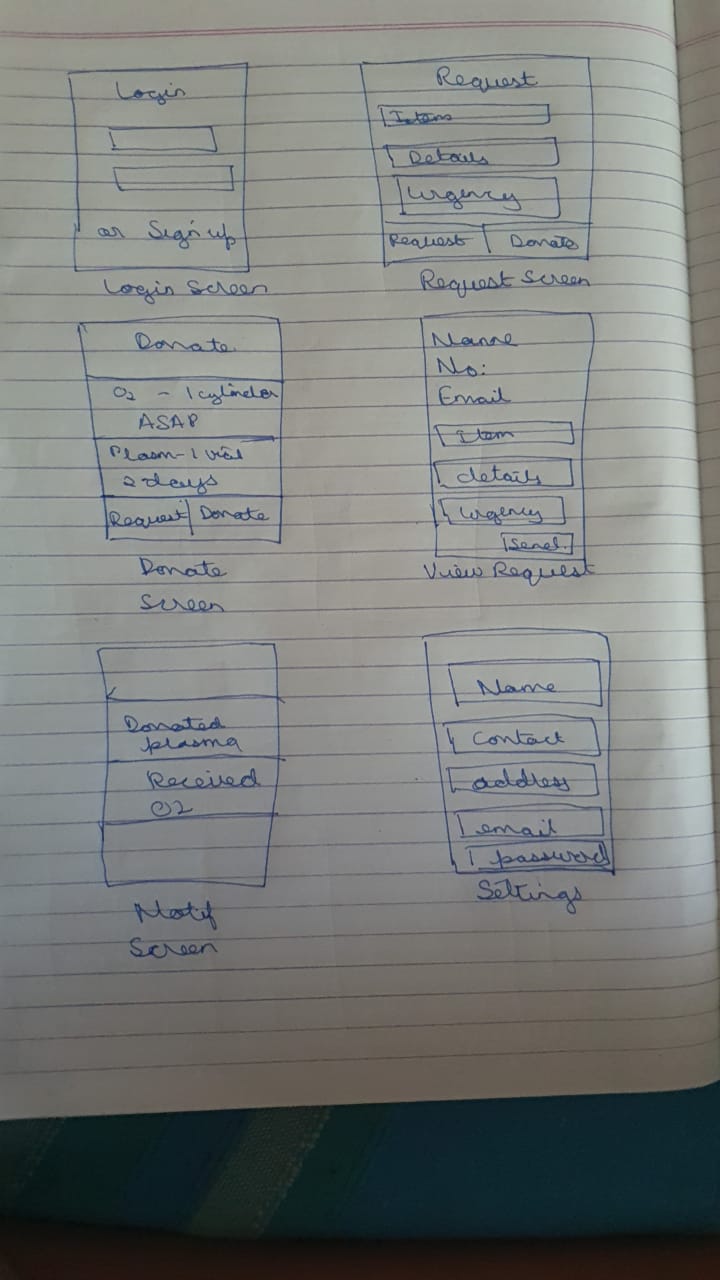 Login
or Sign up
Login Screen
Request
Items
Details
Urgency
Request Donate
Request Screen
Donate
O2 - 1 cylinder
ASAP
Plasm-1 vial
2 days
Request Donate
Donate
Screen
Name
No:
Email
Item
details
Urgency
Send
View Request
Donated
plasma
Received
O2
Notif
Screen
Name
Contact
address
email
password
Settings